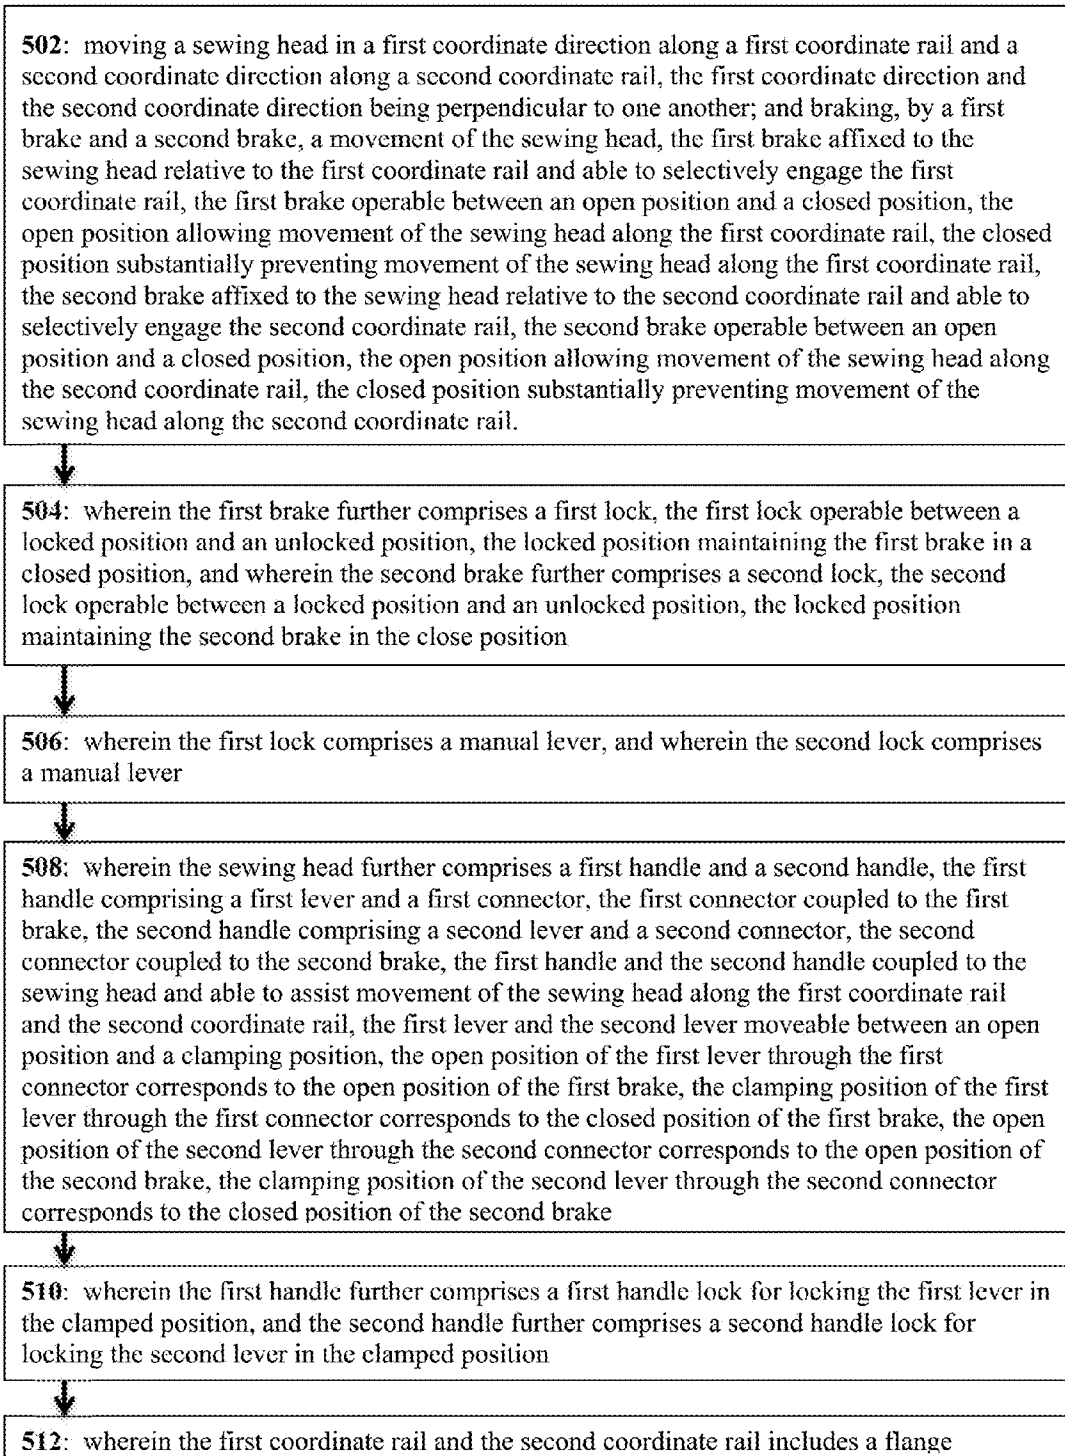 502: moving a sewing head in a first coordinate direction along a first coordinate rail and a
second coordinate direction along a second coordinate rail, the first coordinate direction and
the second coordinate direction being perpendicular to one another; and braking, by a first
brake and a second brake, a movement of the sewing head, the first brake affixed to the
sewing head relative to the first coordinate rail and able to selectively engage the first
coordinate rail, the first brake operable between an open position and a closed position, the
open position allowing movement of the sewing head along the first coordinate rail, the closed
position substantially preventing movement of the sewing head along the first coordinate rail,
the second brake affixed to the sewing head relative to the second coordinate rail and able to
selectively engage the second coordinate rail, the second brake operable between an open
position and a closed position, the open position allowing movement of the sewing head along
the second coordinate rail, the closed position substantially preventing movement of the
sewing head along the second coordinate rail.
504: wherein the first brake further comprises a first lock, the first lock operable between a
locked position and an unlocked position, the locked position maintaining the first brake in a
closed position, and wherein the second brake further comprises a second lock, the second
lock operable between a locked position and an unlocked position, the locked position
maintaining the second brake in the close position
506: wherein the first lock comprises a manual lever, and wherein the second lock comprises
a manual lever
508: wherein the sewing head further comprises a first handle and a second handle, the first
handle comprising a first lever and a first connector, the first connector coupled to the first
brake, the second handle comprising a second lever and a second connector, the second
connector coupled to the second brake, the first handle and the second handle coupled to the
sewing head and able to assist movement of the sewing head along the first coordinate rail
and the second coordinate rail, the first lever and the second lever moveable between an open
position and a clamping position, the open position of the first lever through the first
connector corresponds to the open position of the first brake, the clamping position of the first
lever through the first connector corresponds to the closed position of the first brake, the open
position of the second lever through the second connector corresponds to the open position of
the second brake, the clamping position of the second lever through the second connector
corresponds to the closed position of the second brake
510: wherein the first handle further comprises a first handle lock for locking the first lever in
the clamped position, and the second handle further comprises a second handle lock for
locking the second lever in the clamped position
512: wherein the first coordinate rail and the second coordinate rail includes a flange